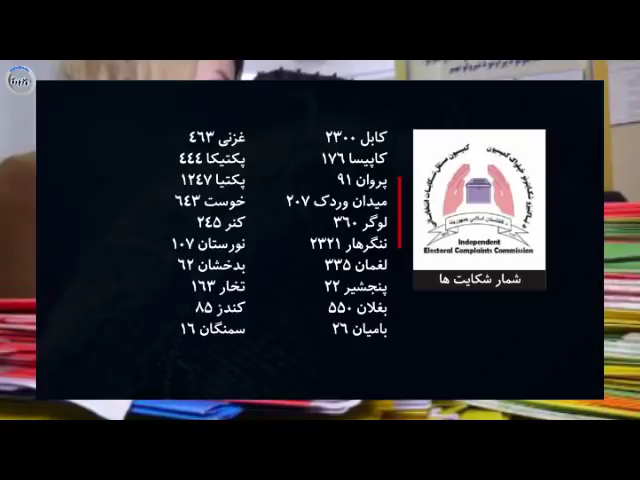 کابل ۲۳۰۰
کاپیسا ۱۷۶
پروان ۹۱
میدان وردک ۲۰۷
لوگر ۳۶۰
ننگرهار ۲۳۲۱
لغمان ۳۳۵
پنجشیر ۲۲
بغلان ۵۵۰
بامیان ۲۶
غزنی ٤٦۳
پکتیکا ٤٤٤
پکتیا ۱۲٤۷
خوست ٦٤۳
کنر ۲٤۵
نورستان ۱۰۷
بدخشان ٦۲
تخار ۱٦۳
کندز ۸۵
سمنگان ۱٦
Independent
Electoral Complaints Commission
شمار شکایت ها